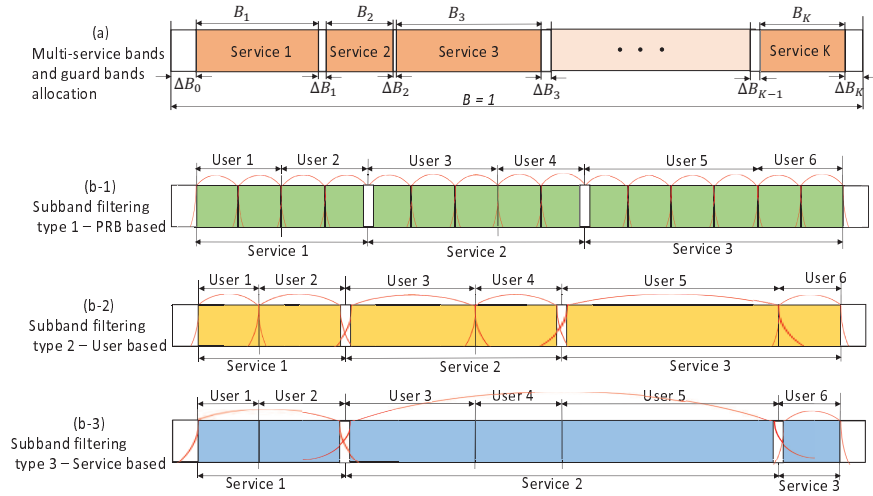 (a)
Multi-service bands
and guard bands
allocation
B₁ B₂ B₃ B_K
Service 1 Service 2 Service 3 • • • Service K
ΔB₀ ΔB₁ ΔB₂ ΔB₃ ΔB_{K−1} ΔB_K
B = 1
(b-1)
Subband filtering
type 1 – PRB based
User 1 User 2 User 3 User 4 User 5 User 6
Service 1 Service 2 Service 3
(b-2)
Subband filtering
type 2 – User based
User 1 User 2 User 3 User 4 User 5 User 6
Service 1 Service 2 Service 3
(b-3)
Subband filtering
type 3 – Service based
User 1 User 2 User 3 User 4 User 5 User 6
Service 1 Service 2 Service 3